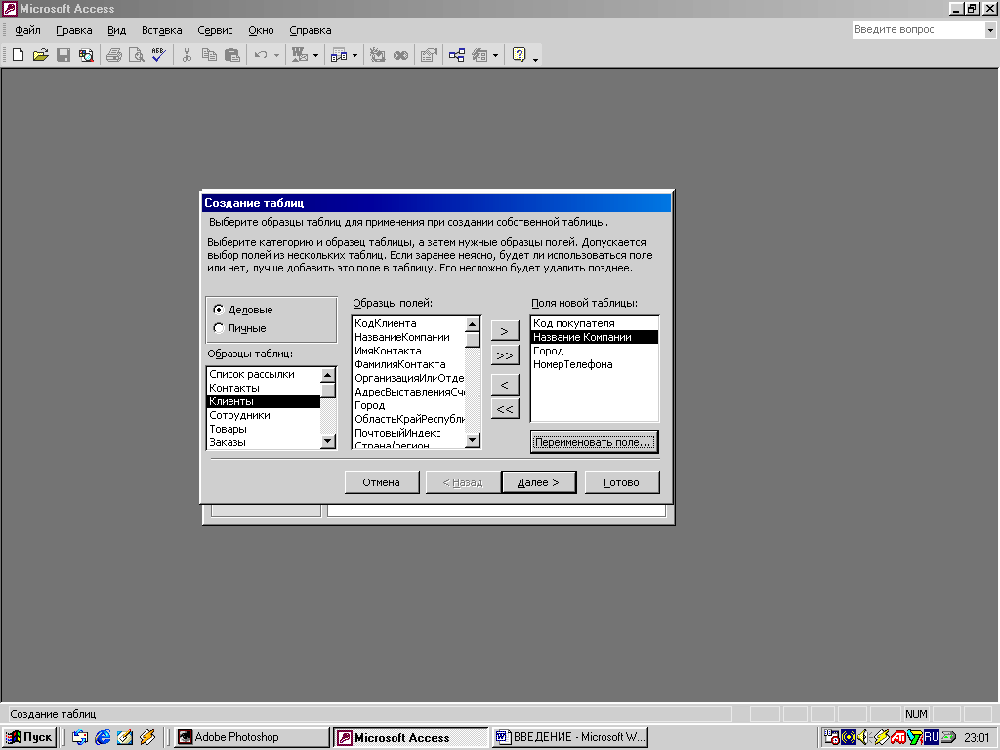 Microsoft Access
Файл Правка Вид Вставка Сервис Окно Справка
Введите вопрос
Создание таблиц
Выберите образцы таблиц для применения при создании собственной таблицы.
Выберите категорию и образец таблицы, а затем нужные образцы полей. Допускается
выбор полей из нескольких таблиц. Если заранее неясно, будет ли использоваться поле
или нет, лучше добавить это поле в таблицу. Его несложно будет удалить позднее.
Деловые
Личные
Образцы таблиц:
Список рассылки
Контакты
Клиенты
Сотрудники
Товары
Заказы
Образцы полей:
КодКлиента
НазваниеКомпании
ИмяКонтакта
ФамилияКонтакта
ОрганизацияИлиОтде
АдресВыставленияСч
Город
ОбластьКрайРеспубли
ПочтовыйИндекс
Страна/регион
>
>>
<
<<
Поля новой таблицы:
Код покупателя
Название Компании
Город
НомерТелефона
Переименовать поле...
Отмена
< Назад
Далее >
Готово
Создание таблиц
NUM
Пуск
Adobe Photoshop
Microsoft Access
ВВЕДЕНИЕ - Microsoft W...
RU
23:01